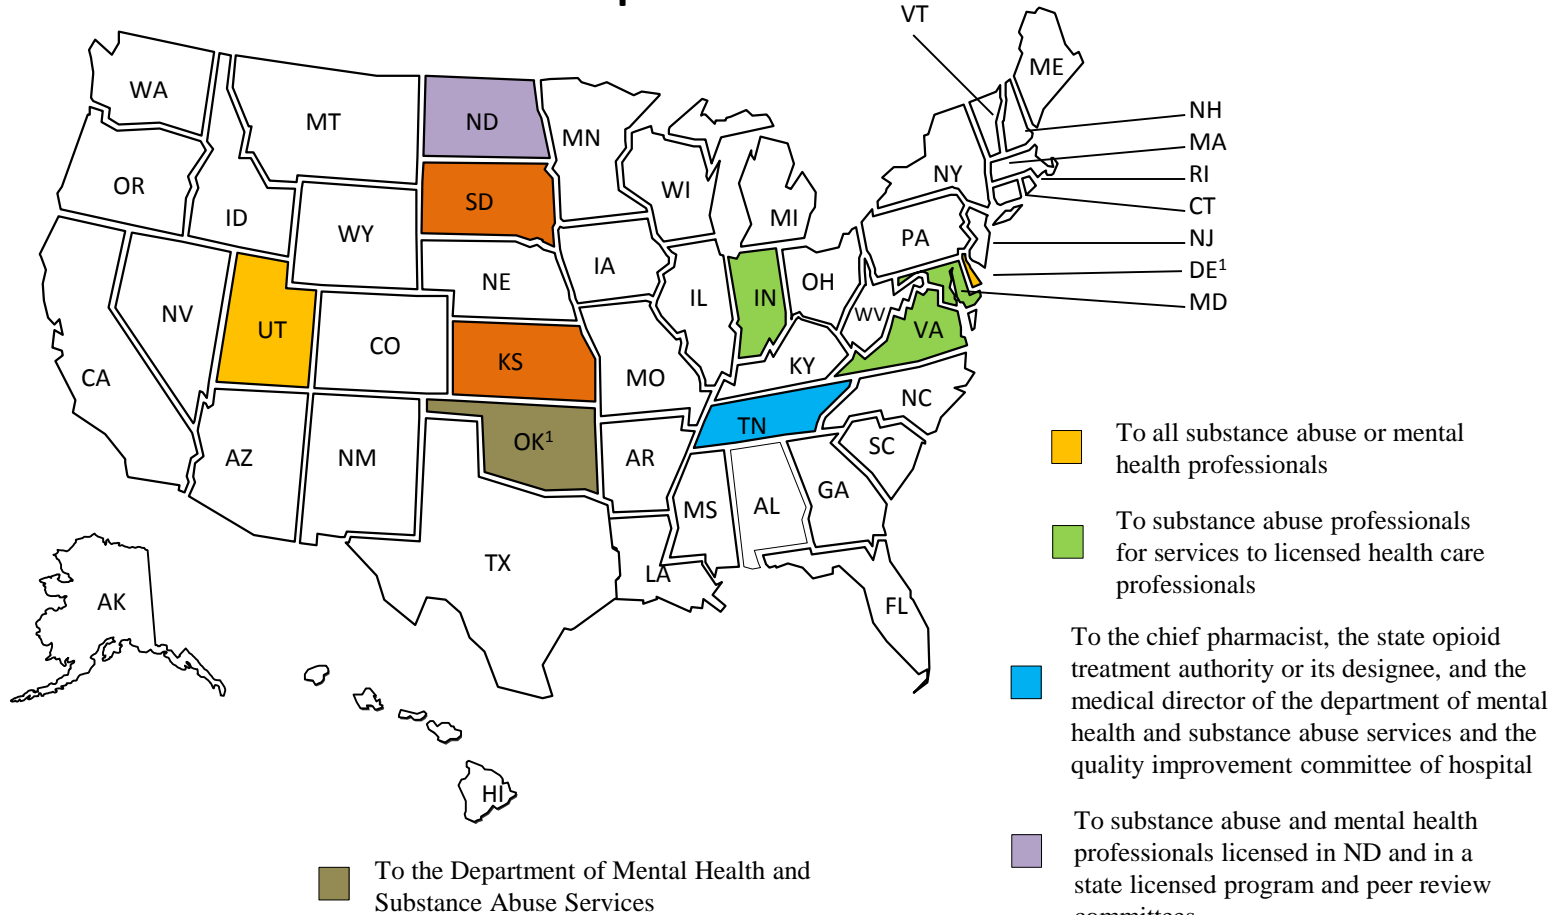 VT
ME
WA
MT
ND
MN
NH
MA
RI
CT
NJ
DE¹
MD
OR
ID
SD
WI
MI
NY
WY
PA
IA
NE
NV
UT
CO
IL
IN
OH
WV
VA
CA
KS
MO
KY
NC
TN
AZ
NM
OK¹
AR
SC
MS
AL
GA
TX
LA
FL
AK
HI
To all substance abuse or mental
health professionals
To substance abuse professionals
for services to licensed health care
professionals
To the chief pharmacist, the state opioid
treatment authority or its designee, and the
medical director of the department of mental
health and substance abuse services and the
quality improvement committee of hospital
To substance abuse and mental health
professionals licensed in ND and in a
state licensed program and peer review
committees
To the Department of Mental Health and
Substance Abuse Services